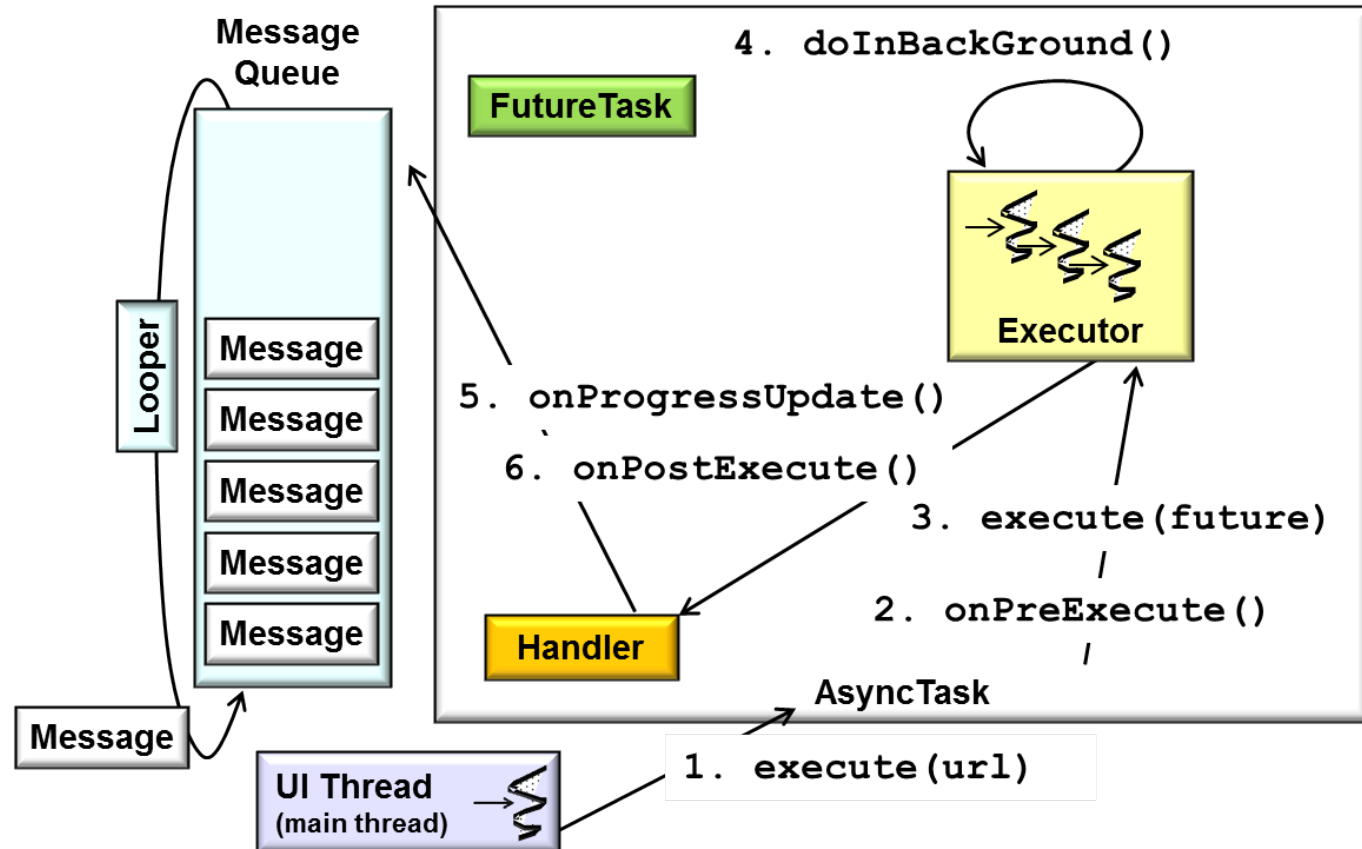 Message
Queue
4. doInBackGround()
FutureTask
Executor
Looper
Message
Message
Message
Message
Message
5. onProgressUpdate()
6. onPostExecute()
3. execute(future)
2. onPreExecute()
Handler
AsyncTask
Message
1. execute(url)
UI Thread
(main thread)